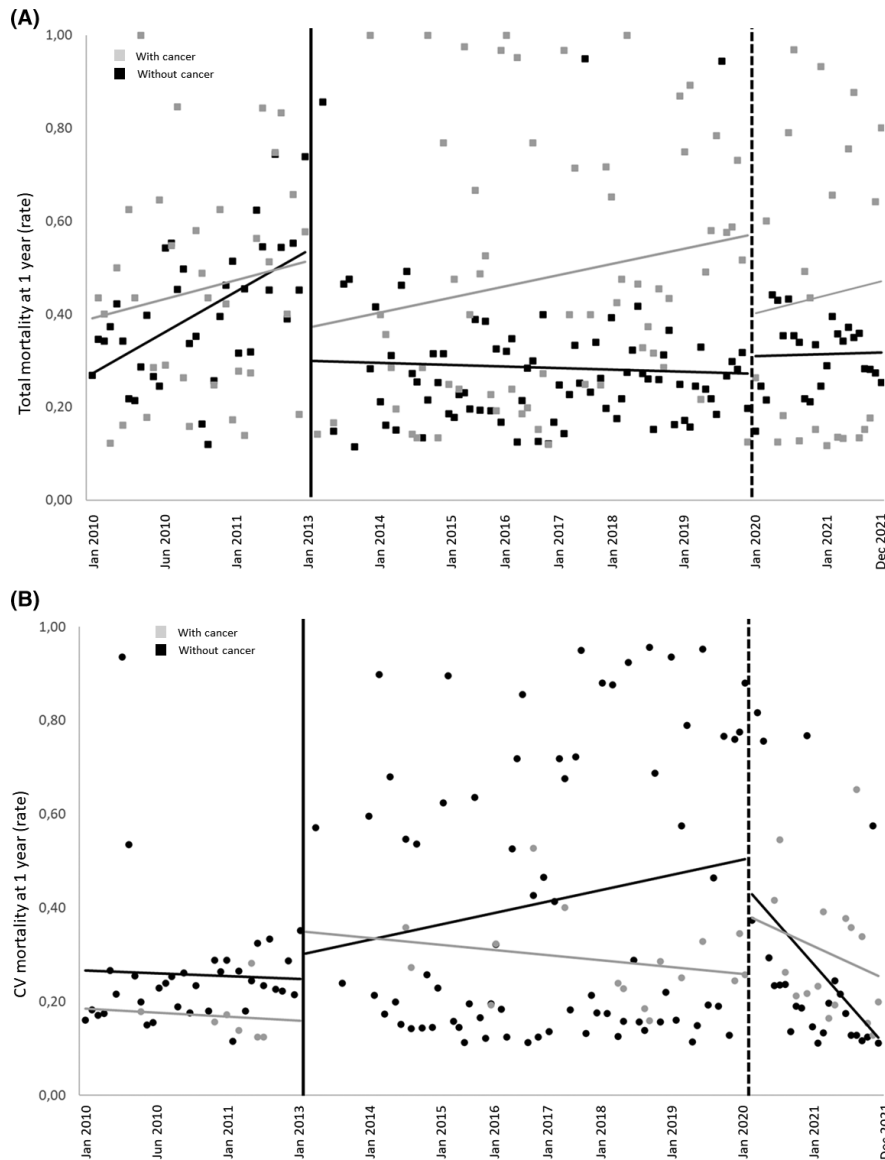 (A)
1,00
With cancer
Without cancer
0,80
0,60
0,40
0,20
0,00
Total mortality at 1 year (rate)
Jan 2010
Jun 2010
Jan 2011
Jan 2013
Jan 2014
Jan 2015
Jan 2016
Jan 2017
Jan 2018
Jan 2019
Jan 2020
Jan 2021
Dec 2021
(B)
1,00
With cancer
Without cancer
0,80
0,60
0,40
0,20
0,00
CV mortality at 1 year (rate)
Jan 2010
Jun 2010
Jan 2011
Jan 2013
Jan 2014
Jan 2015
Jan 2016
Jan 2017
Jan 2018
Jan 2019
Jan 2020
Jan 2021
Dec 2021